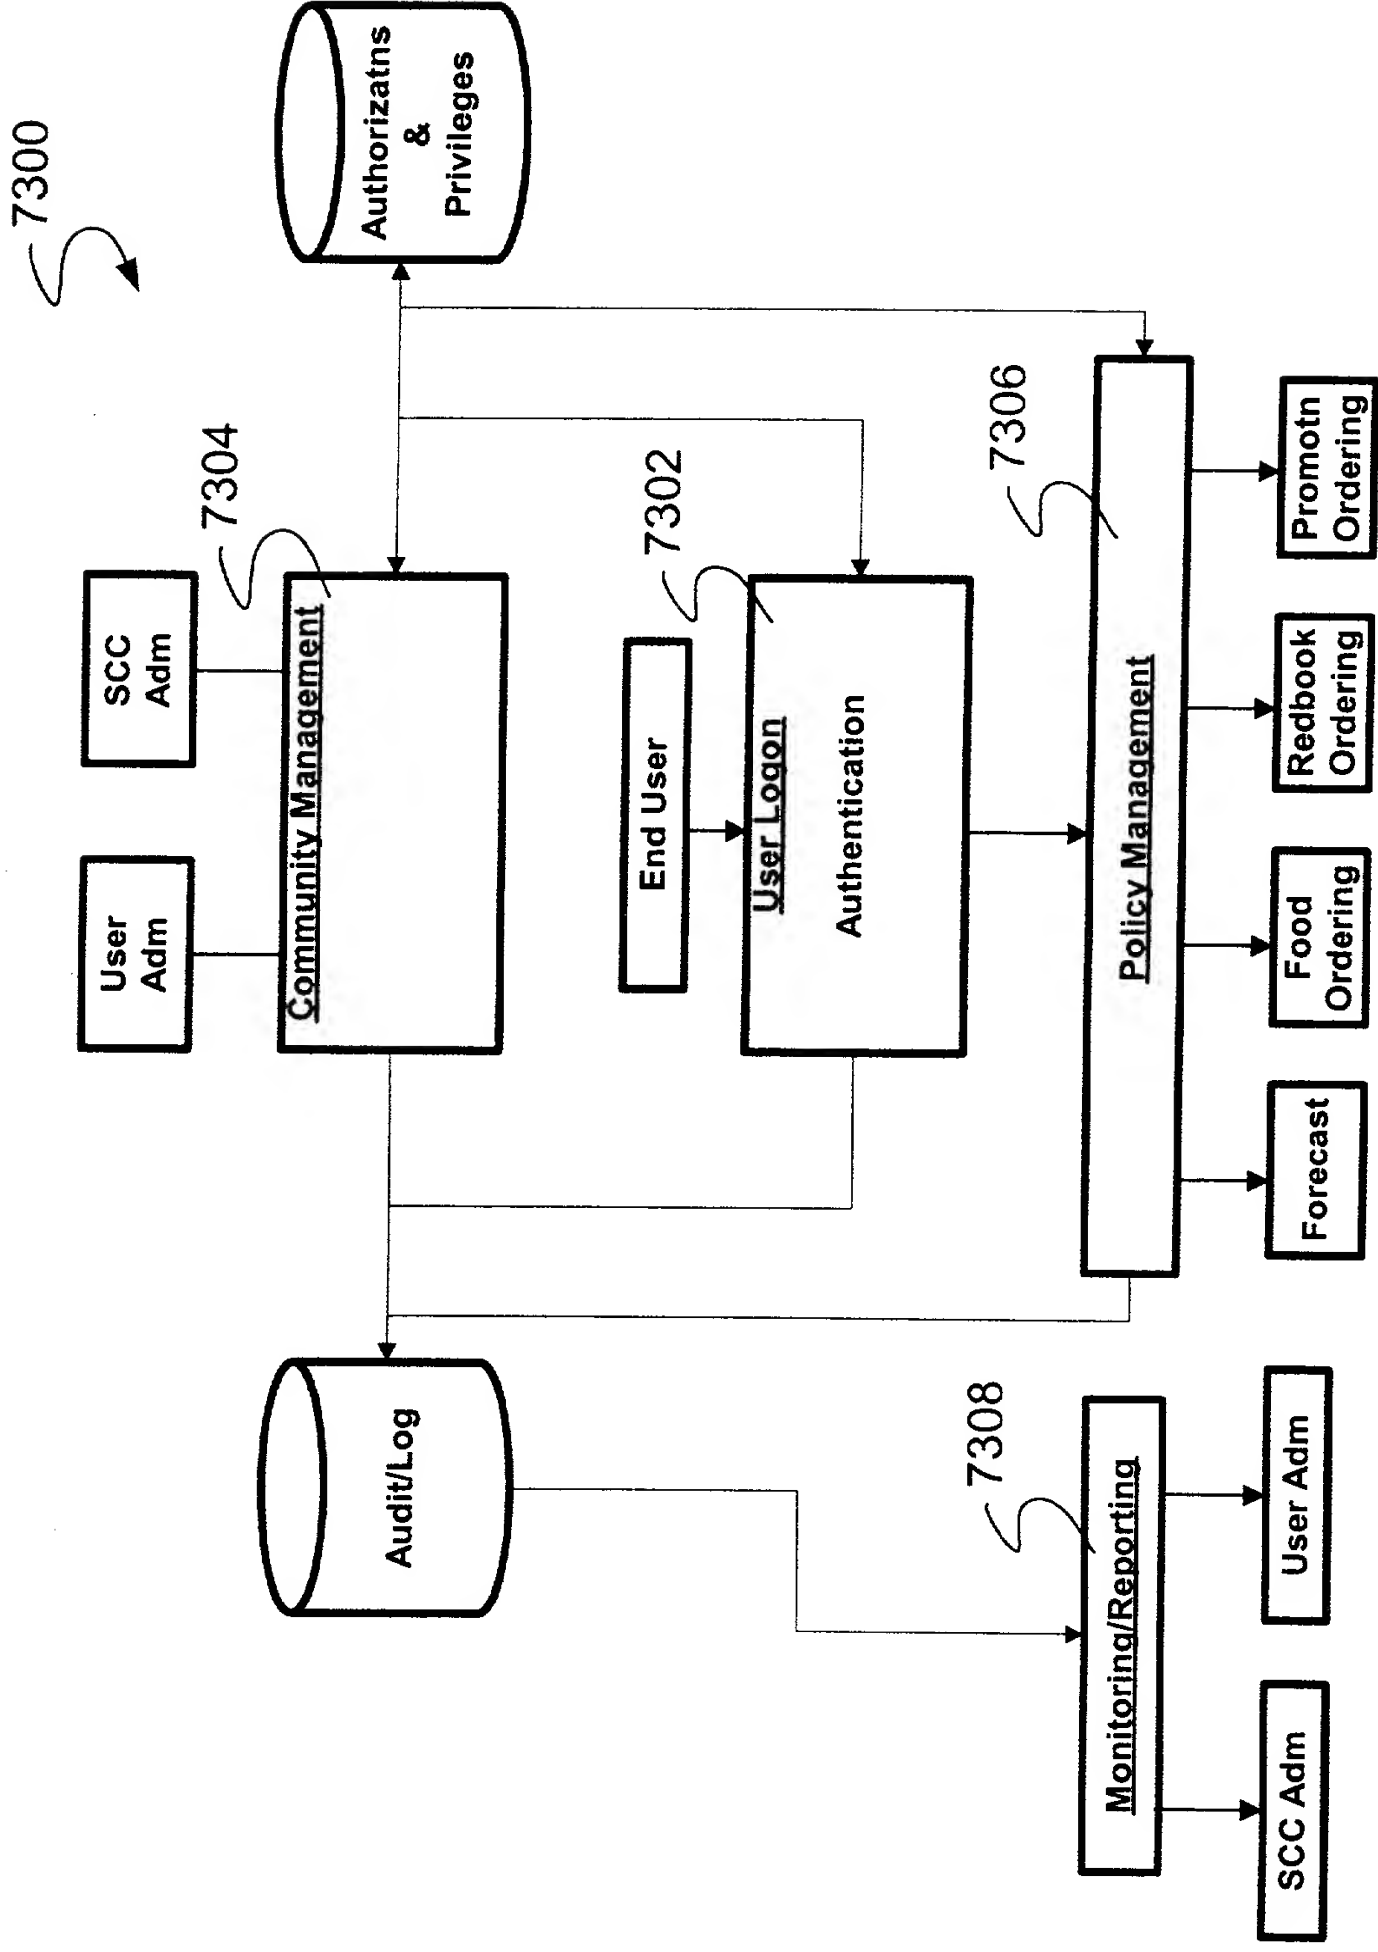 7300
SCC
Adm
User
Adm
7304
Community Management
Authorizatns
&
Privileges
Audit/Log
End User
7302
User Logon
Authentication
7306
Policy Management
7308
Monitoring/Reporting
SCC Adm
User Adm
Forecast
Food
Ordering
Redbook
Ordering
Promotn
Ordering